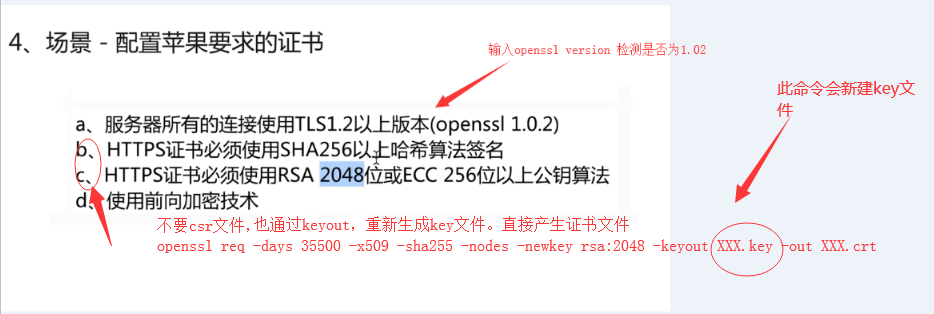 4、场景 - 配置苹果要求的证书
输入openssl version 检测是否为1.02
此命令会新建key文
件
a、服务器所有的连接使用TLS1.2以上版本(openssl 1.0.2)
b、HTTPS证书必须使用SHA256以上哈希算法签名
c、HTTPS证书必须使用RSA 2048位或ECC 256位以上公钥算法
d、使用前向加密技术
不要csr文件,也通过keyout，重新生成key文件。直接产生证书文件
openssl req -days 35500 -x509 -sha255 -nodes -newkey rsa:2048 -keyout XXX.key -out XXX.crt